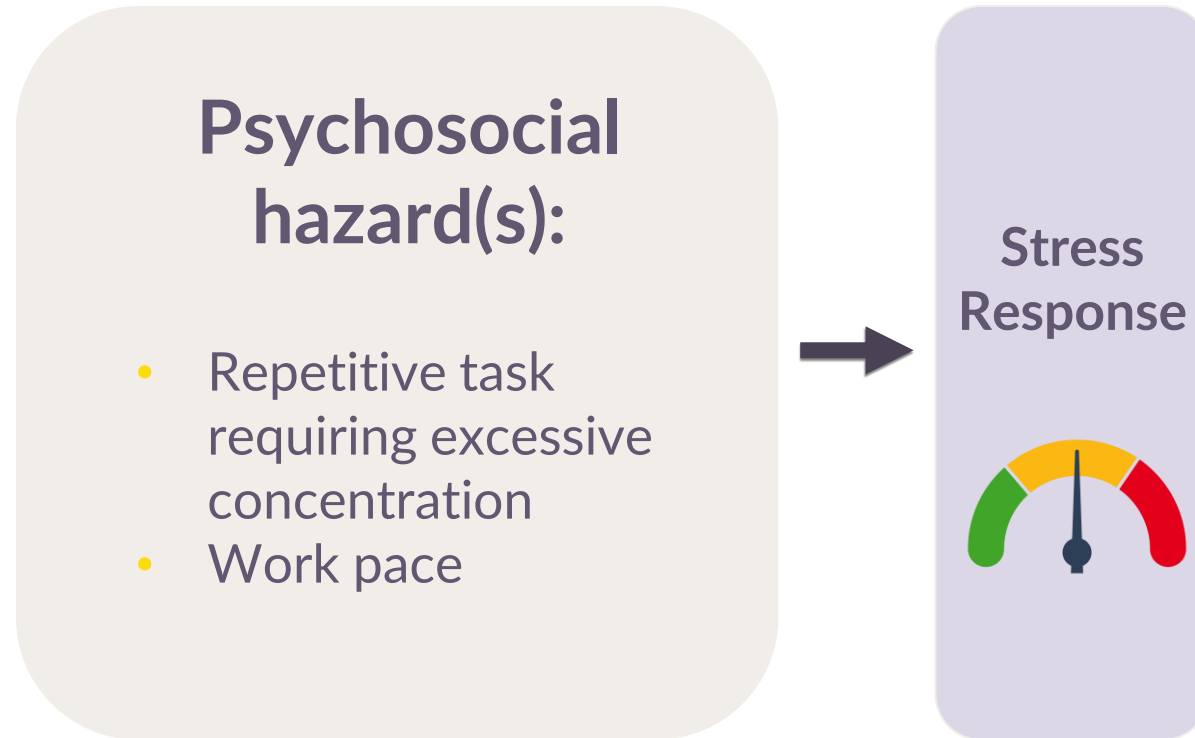 Psychosocial
hazard(s):
• Repetitive task
requiring excessive
concentration
• Work pace
Stress
Response